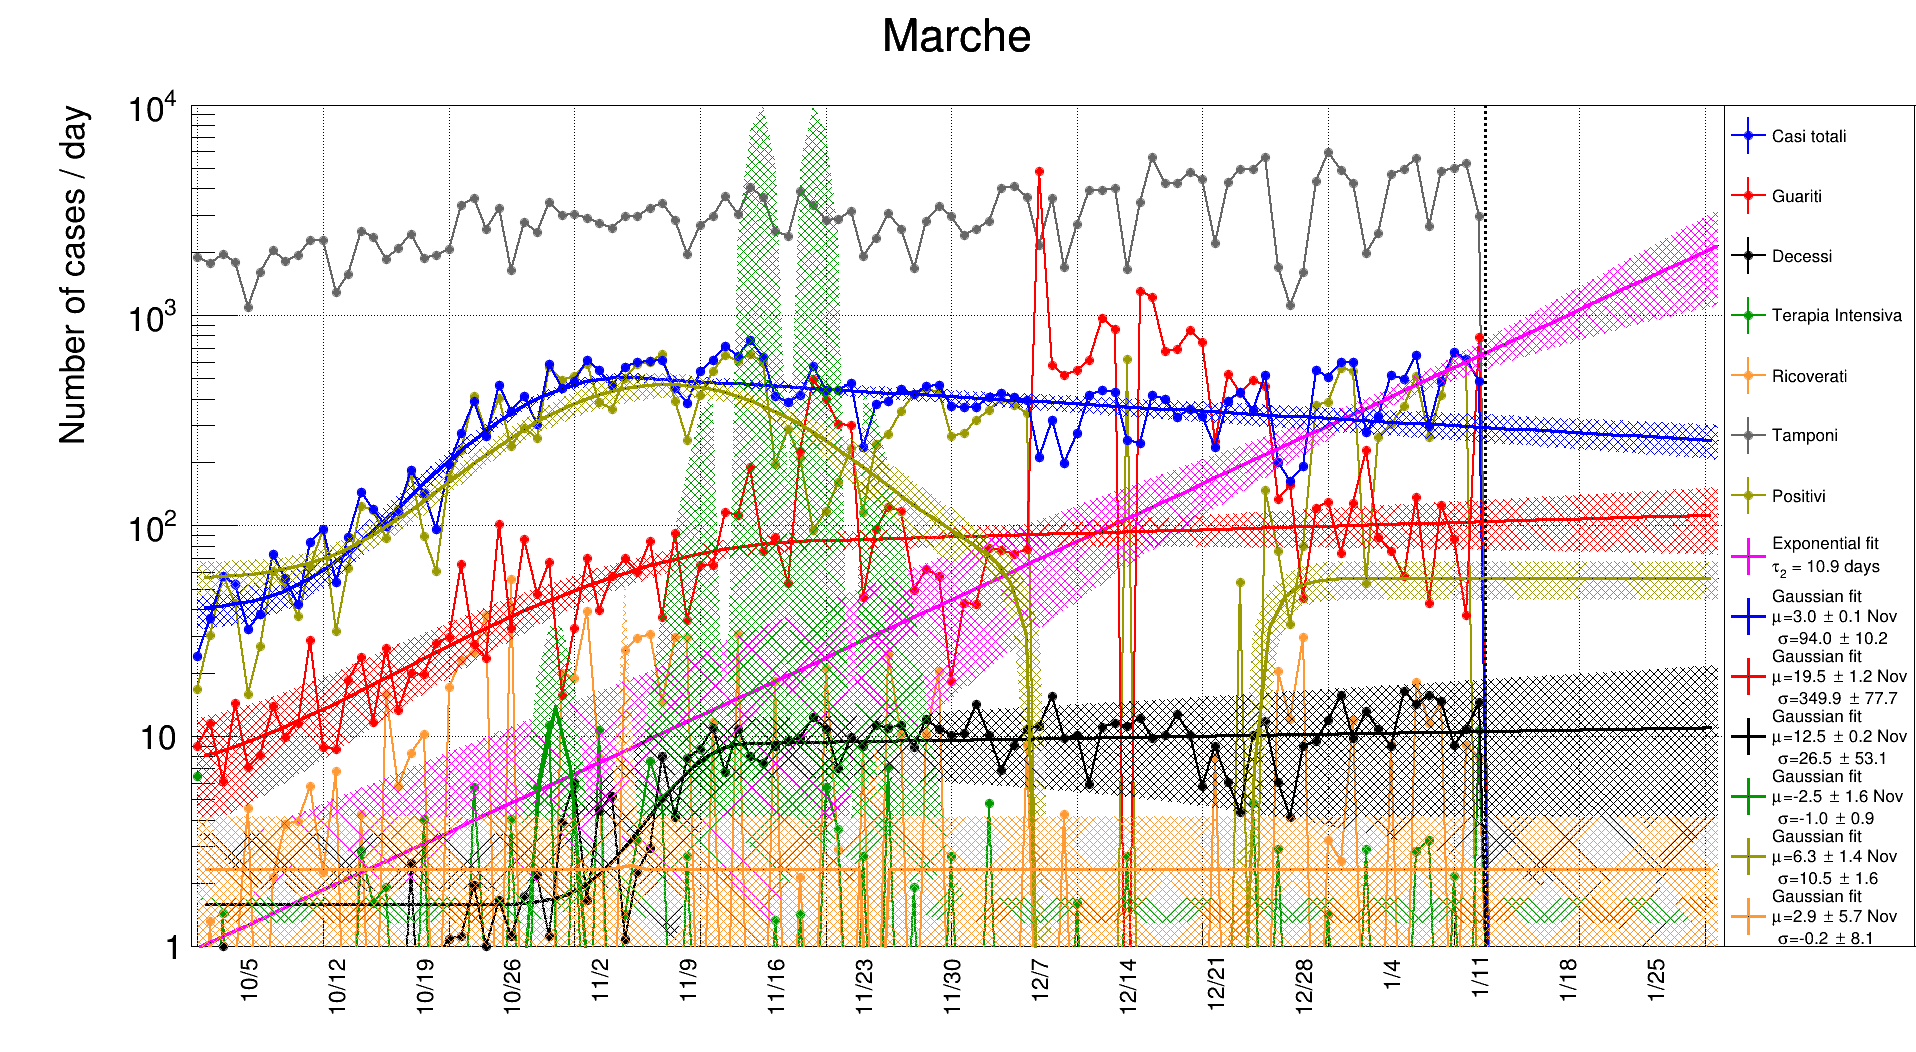 Marche
Number of cases / day
10^4
10^3
10^2
10
1
10/5
10/12
10/19
10/26
11/2
11/9
11/16
11/23
11/30
12/7
12/14
12/21
12/28
1/4
1/11
1/18
1/25
Casi totali
Guariti
Decessi
Terapia Intensiva
Ricoverati
Tamponi
Positivi
Exponential fit
τ_2 = 10.9 days
Gaussian fit
μ=3.0 ± 0.1 Nov
σ=94.0 ± 10.2
Gaussian fit
μ=19.5 ± 1.2 Nov
σ=349.9 ± 77.7
Gaussian fit
μ=12.5 ± 0.2 Nov
σ=26.5 ± 53.1
Gaussian fit
μ=-2.5 ± 1.6 Nov
σ=-1.0 ± 0.9
Gaussian fit
μ=6.3 ± 1.4 Nov
σ=10.5 ± 1.6
Gaussian fit
μ=2.9 ± 5.7 Nov
σ=-0.2 ± 8.1